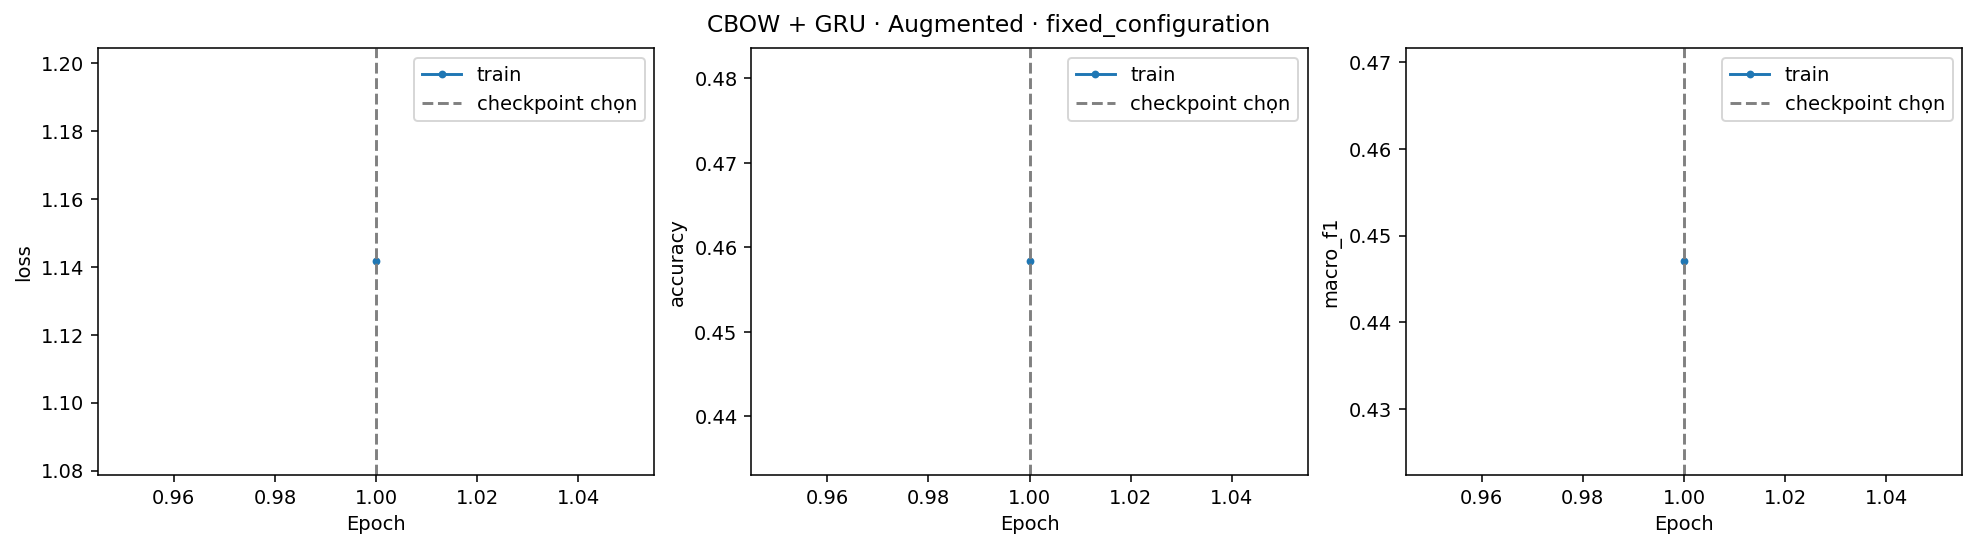 CBOW + GRU · Augmented · fixed_configuration
loss
1.20
1.18
1.16
1.14
1.12
1.10
1.08
0.96 0.98 1.00 1.02 1.04
Epoch
train
checkpoint chọn
accuracy
0.48
0.47
0.46
0.45
0.44
0.96 0.98 1.00 1.02 1.04
Epoch
train
checkpoint chọn
macro_f1
0.47
0.46
0.45
0.44
0.43
0.96 0.98 1.00 1.02 1.04
Epoch
train
checkpoint chọn